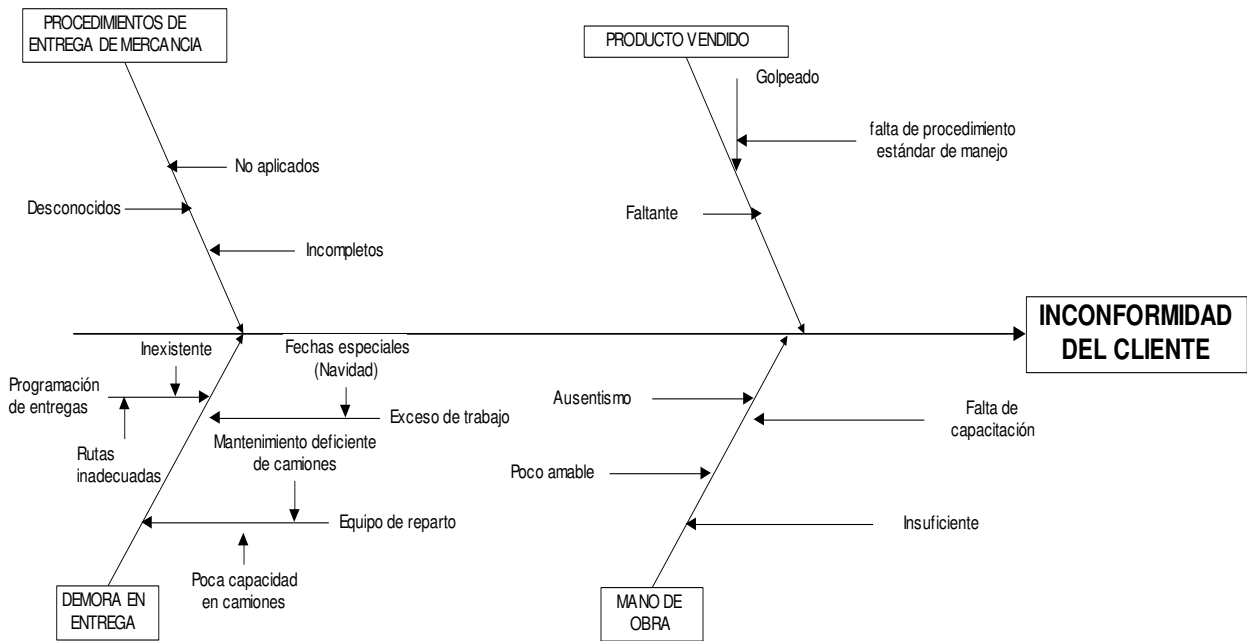 PROCEDIMIENTOS DE
ENTREGA DE MERCANCIA
PRODUCTO VENDIDO
Golpeado
falta de procedimiento
estándar de manejo
No aplicados
Desconocidos
Faltante
Incompletos
INCONFORMIDAD
DEL CLIENTE
Inexistente
Fechas especiales
(Navidad)
Programación
de entregas
Exceso de trabajo
Rutas
inadecuadas
Mantenimiento deficiente
de camiones
Equipo de reparto
Poca capacidad
en camiones
Ausentismo
Falta de
capacitación
Poco amable
Insuficiente
DEMORA EN
ENTREGA
MANO DE
OBRA